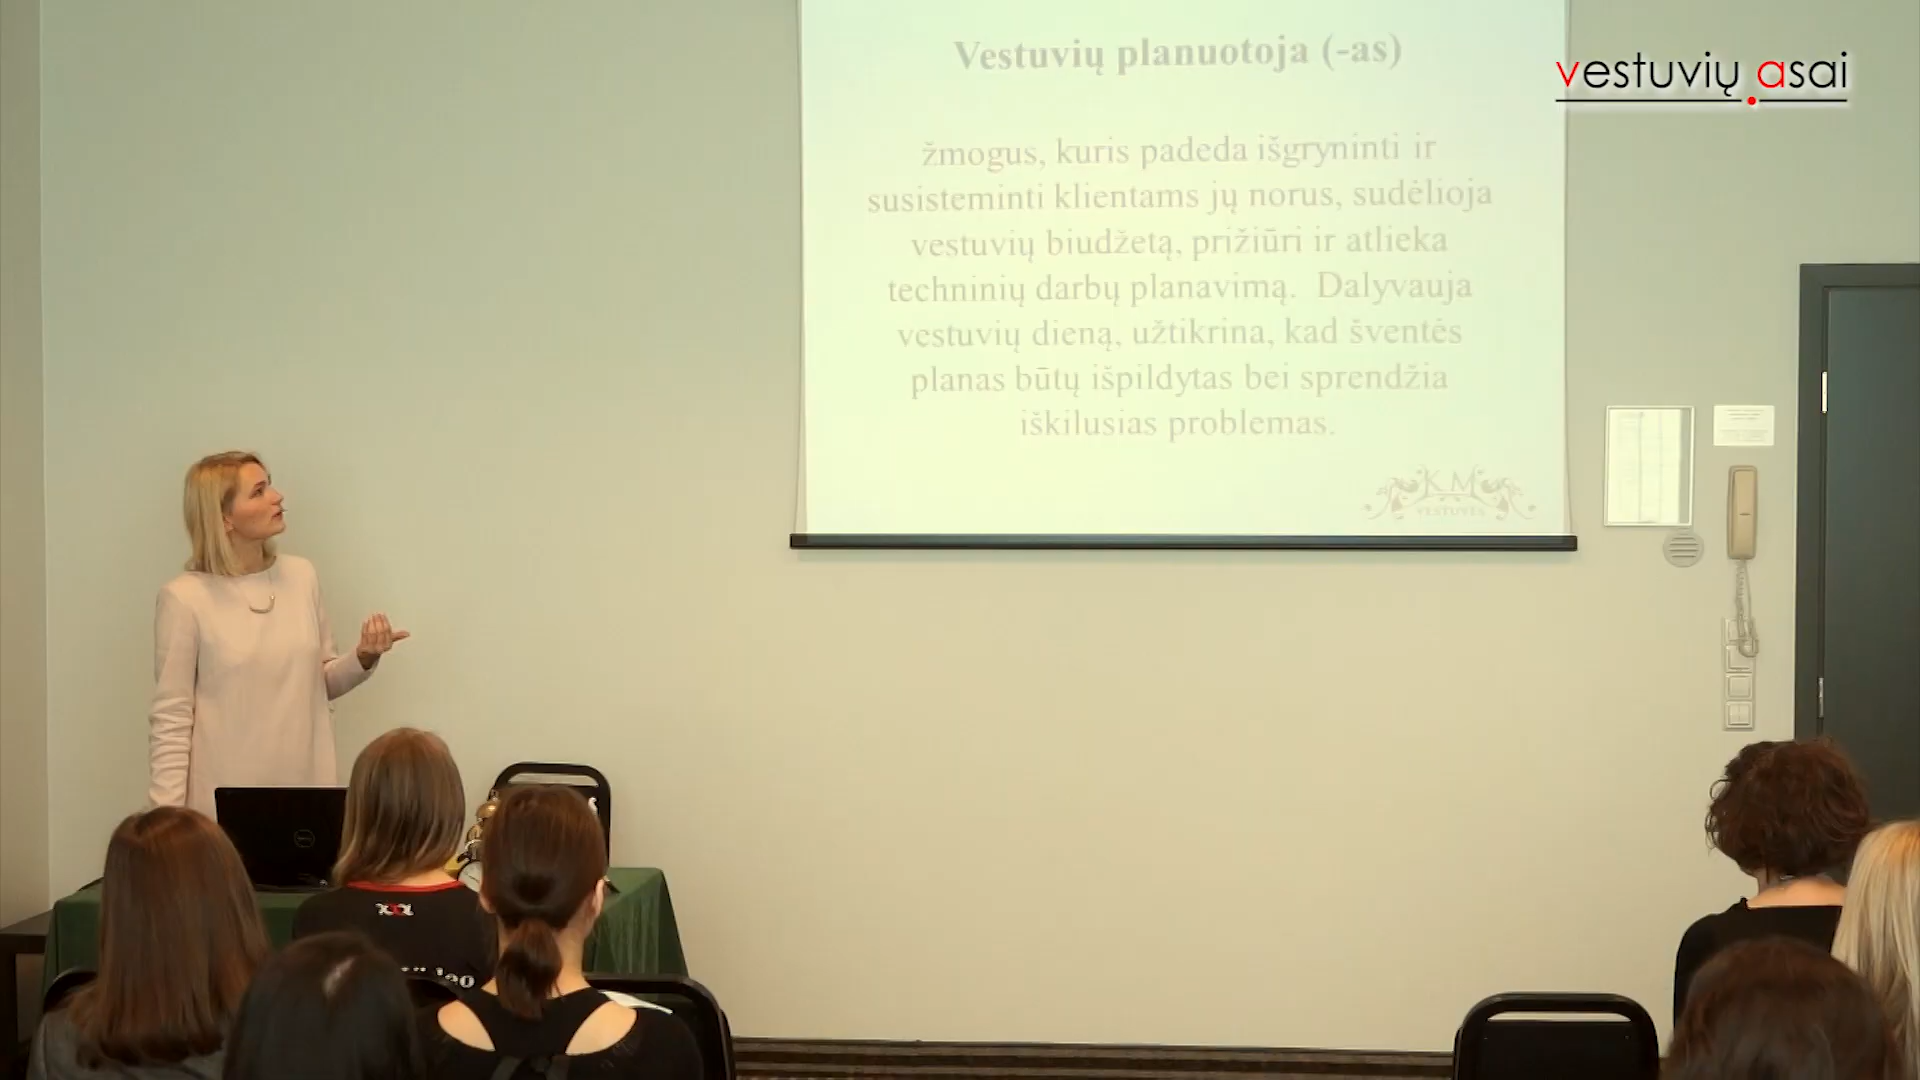 Vestuvių planuotoja (-as)
vestuvių asai
žmogus, kuris padeda išgryninti ir
susisteminti klientams jų norus, sudėlioja
vestuvių biudžetą, prižiūri ir atlieka
techninių darbų planavimą. Dalyvauja
vestuvių dieną, užtikrina, kad šventės
planas būtų išpildytas bei sprendžia
iškilusias problemas.
KM
VESTUVĖS
DELL